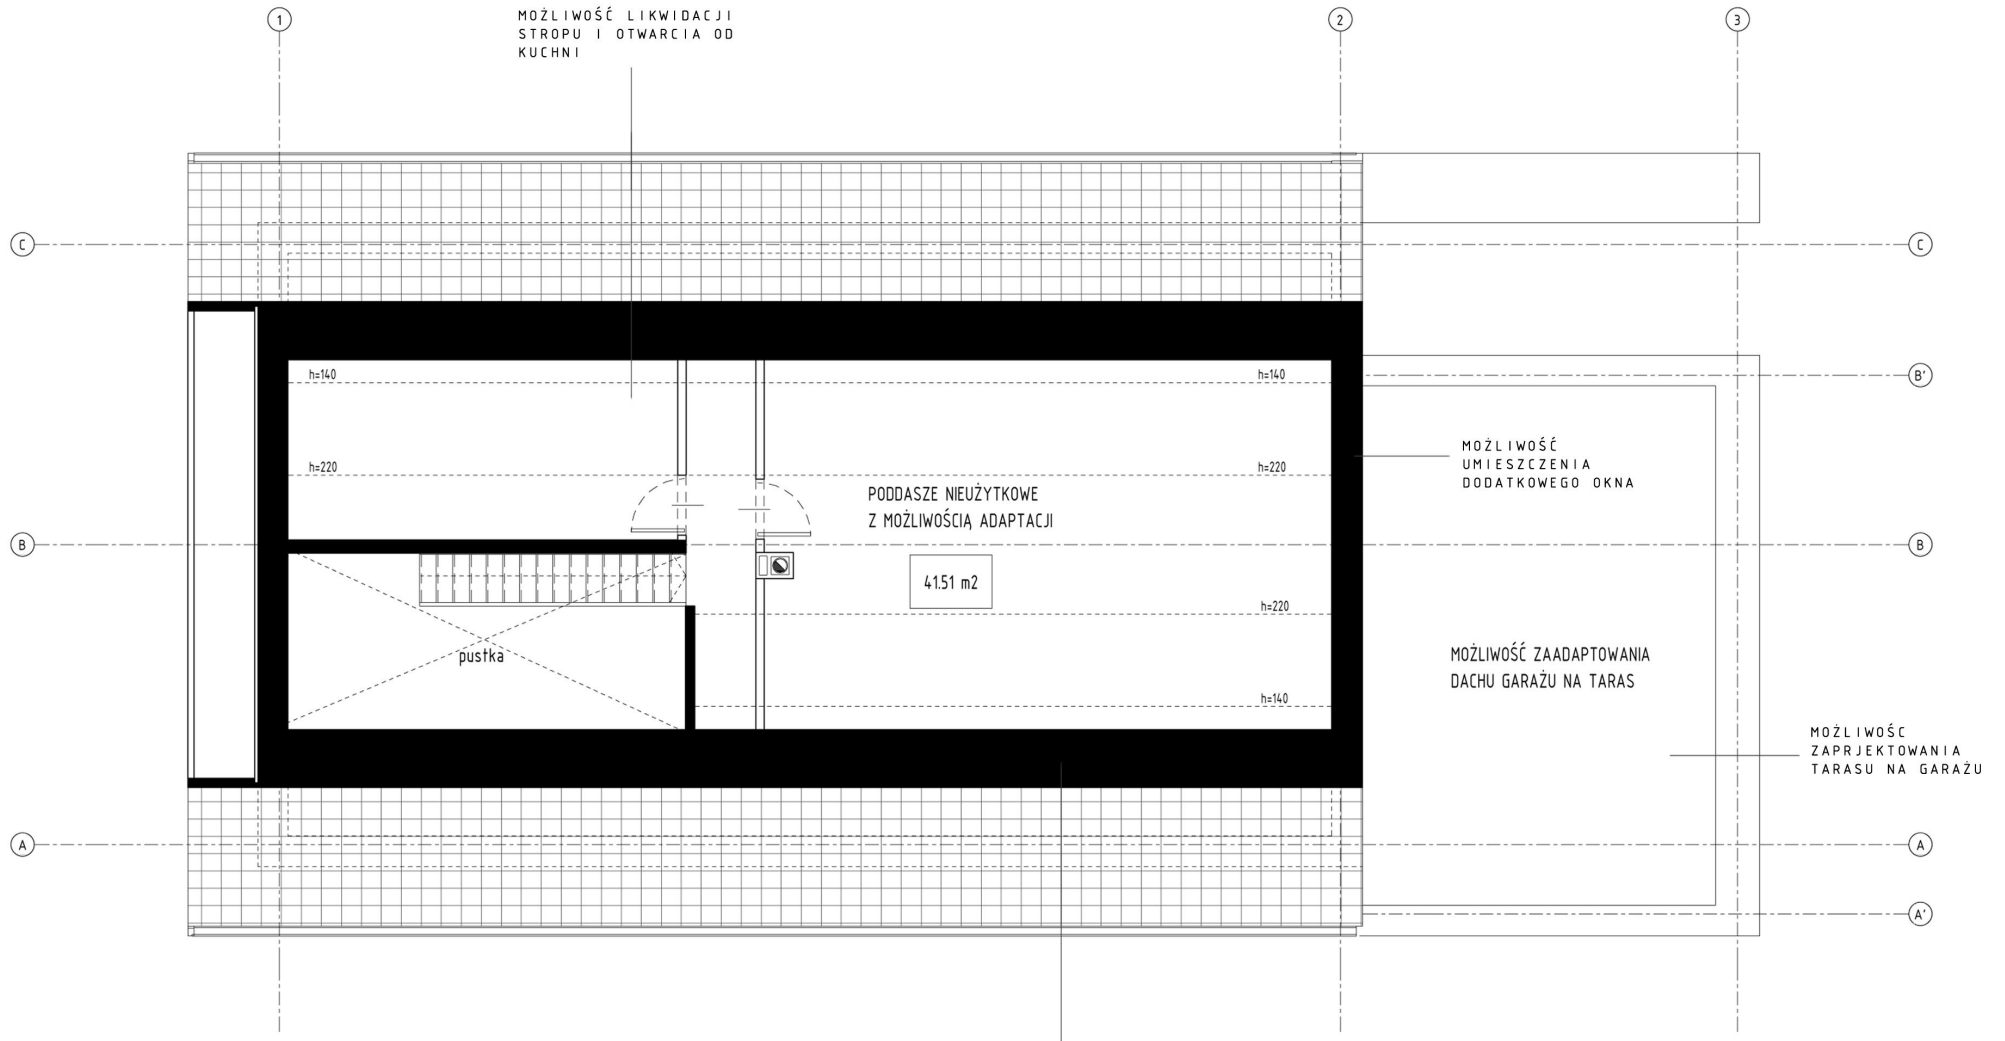 1
2
3
MOŻLIWOŚĆ LIKWIDACJI
STROPU I OTWARCIA OD
KUCHNI
C
C
h=140
h=140
B'
h=220
h=220
MOŻLIWOŚĆ
UMIESZCZENIA
DODATKOWEGO OKNA
PODDASZE NIEUŻYTKOWE
Z MOŻLIWOŚCIĄ ADAPTACJI
B
B
41.51 m2
h=220
pustka
MOŻLIWOŚĆ ZAADAPTOWANIA
DACHU GARAŻU NA TARAS
h=140
MOŻLIWOŚC
ZAPRJEKTOWANIA
TARASU NA GARAŻU
A
A
A'